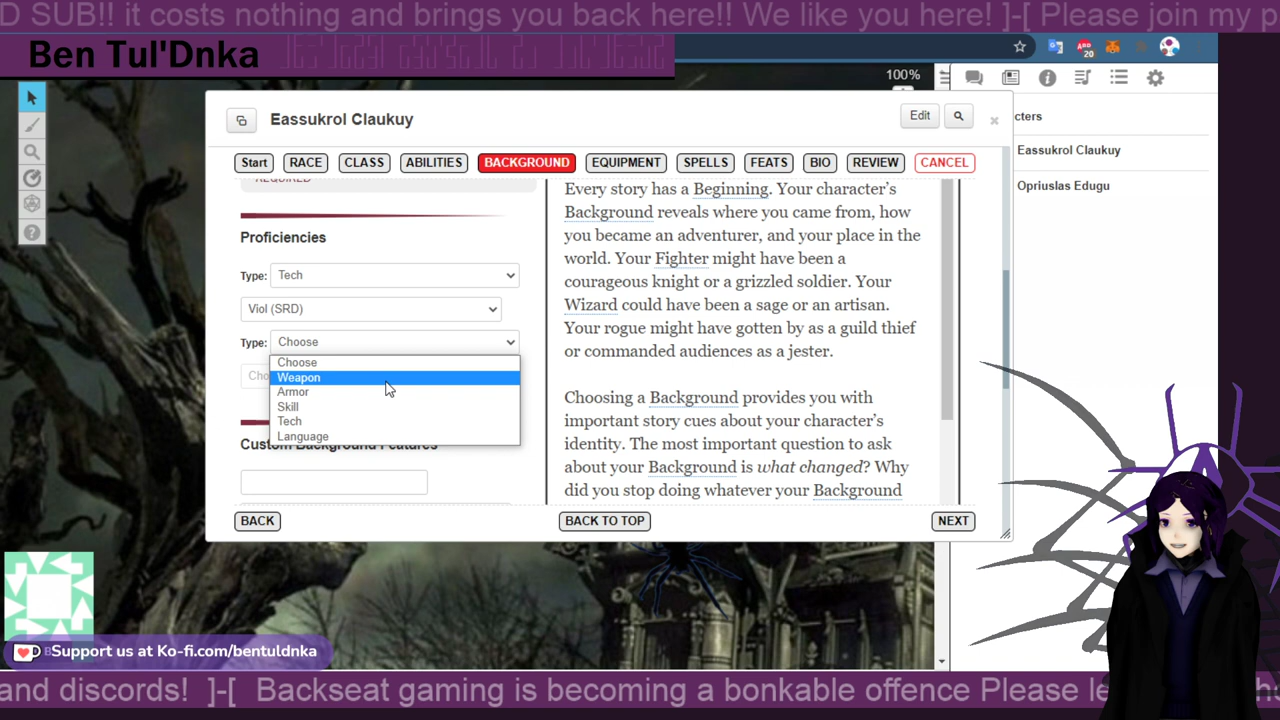 D SUB!! it costs nothing and brings you back here!! We like you here! ]-[ Please join my p
Ben Tul'Dnka
100%
20
Eassukrol Claukuy
Edit
Start RACE CLASS ABILITIES BACKGROUND EQUIPMENT SPELLS FEATS BIO REVIEW CANCEL
REQUIRED
Proficiencies
Type: Tech
Viol (SRD)
Type: Choose
Cho
Choose
Weapon
Armor
Skill
Tech
Language
Custom Background Features
Every story has a Beginning. Your character's
Background reveals where you came from, how
you became an adventurer, and your place in the
world. Your Fighter might have been a
courageous knight or a grizzled soldier. Your
Wizard could have been a sage or an artisan.
Your rogue might have gotten by as a guild thief
or commanded audiences as a jester.
Choosing a Background provides you with
important story cues about your character's
identity. The most important question to ask
about your Background is what changed? Why
did you stop doing whatever your Background
BACK BACK TO TOP NEXT
cters
Eassukrol Claukuy
Opriuslas Edugu
Support us at Ko-fi.com/bentuldnka
and discords! ]-[ Backseat gaming is becoming a bonkable offence Please le